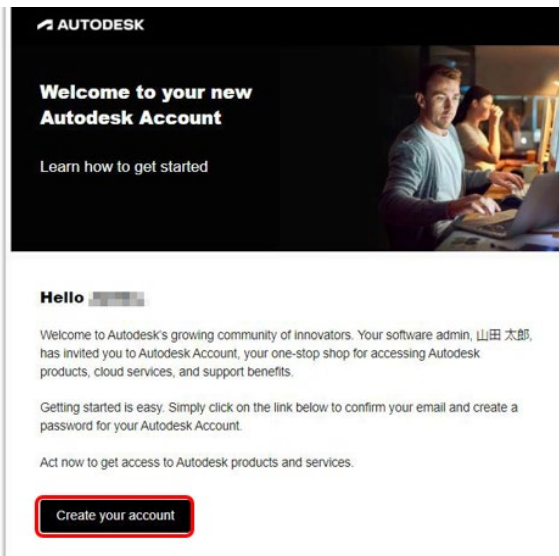 AUTODESK
Welcome to your new
Autodesk Account
Learn how to get started
Hello
Welcome to Autodesk's growing community of innovators. Your software admin, 山田 太郎,
has invited you to Autodesk Account, your one-stop shop for accessing Autodesk
products, cloud services, and support benefits.
Getting started is easy. Simply click on the link below to confirm your email and create a
password for your Autodesk Account.
Act now to get access to Autodesk products and services.
Create your account